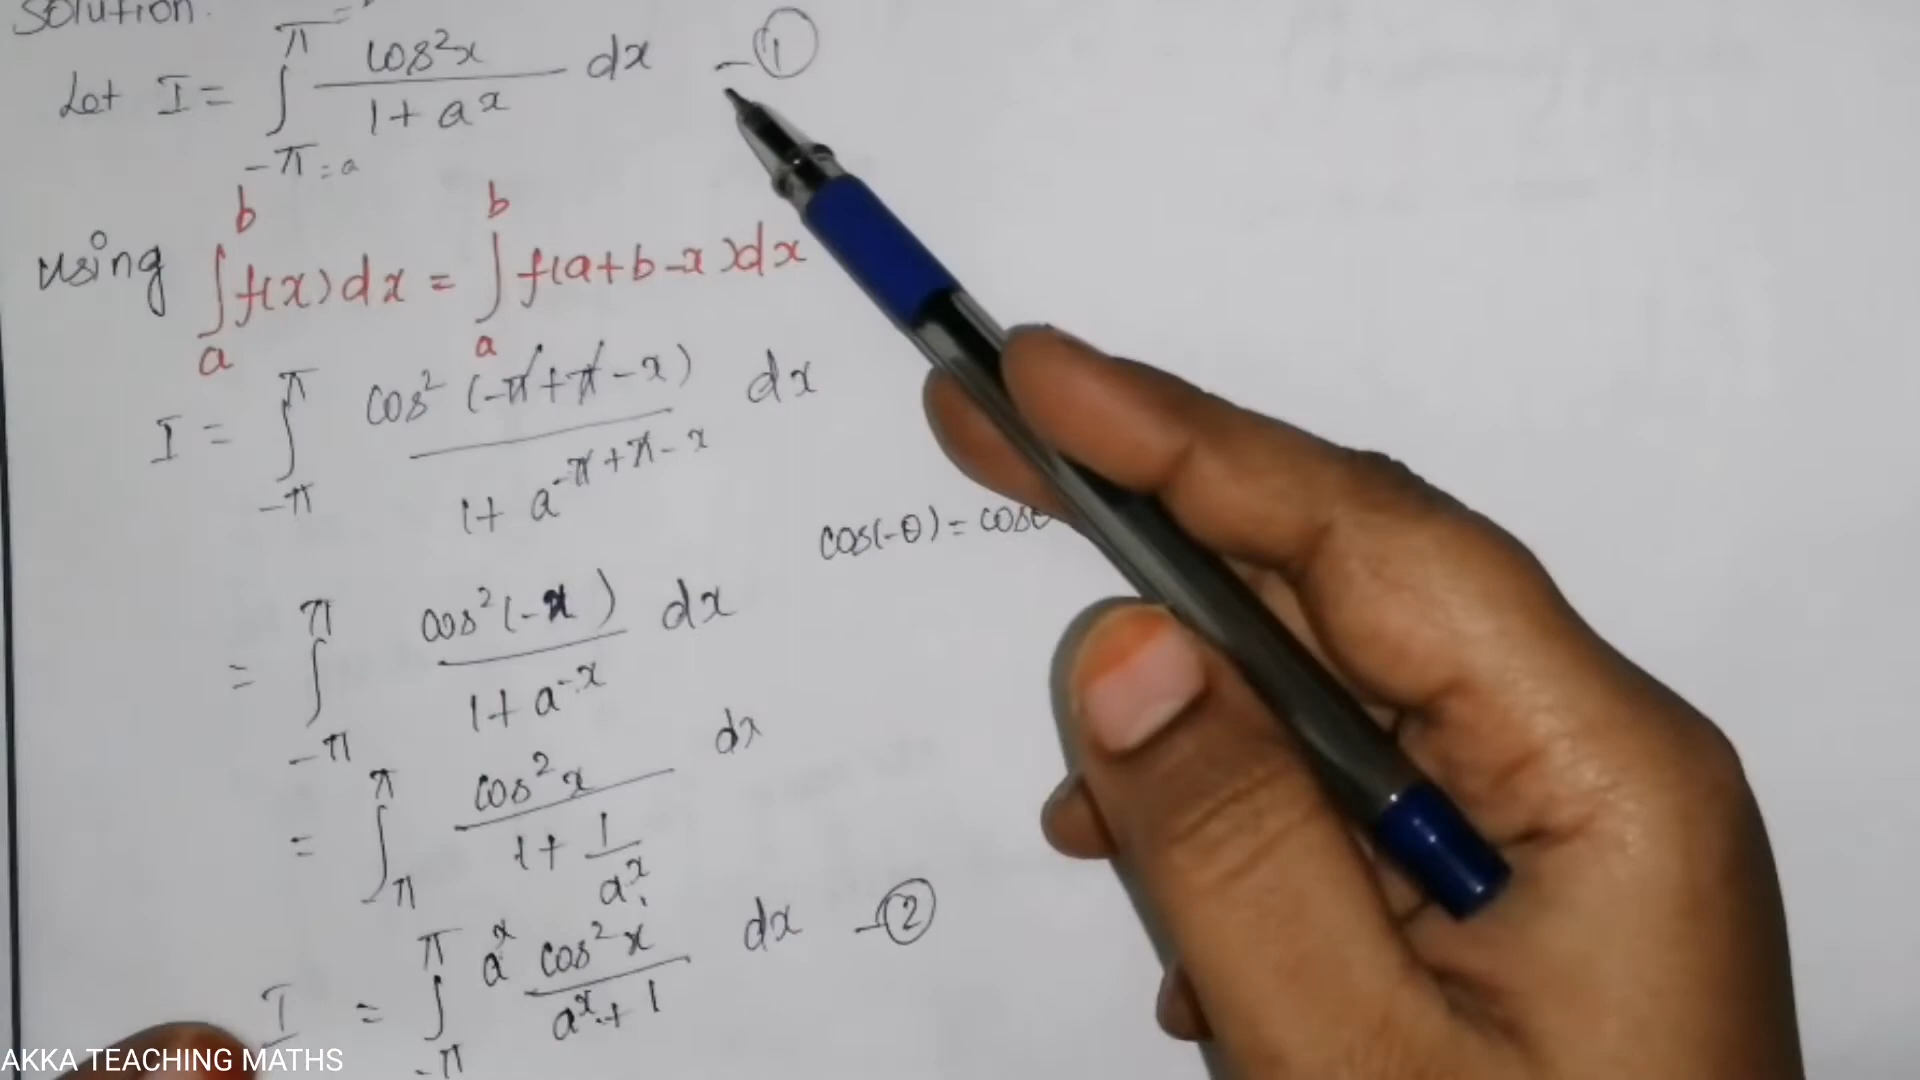 Solution.
Let I = ∫_{-π=a}^{π=} cos²x / (1 + a^x) dx —①
Using ∫_a^b f(x)dx = ∫_a^b f(a+b-x)dx
I = ∫_{-π}^{π} cos²(-π+π-x) / (1 + a^{-π+π-x}) dx
cos(-θ) = cosθ
= ∫_{-π}^{π} cos²(-x) / (1 + a^{-x}) dx
= ∫_{-π}^{π} cos²x / (1 + 1/a^x) dx
I = ∫_{-π}^{π} a^x cos²x / (a^x + 1) dx —②
AKKA TEACHING MATHS